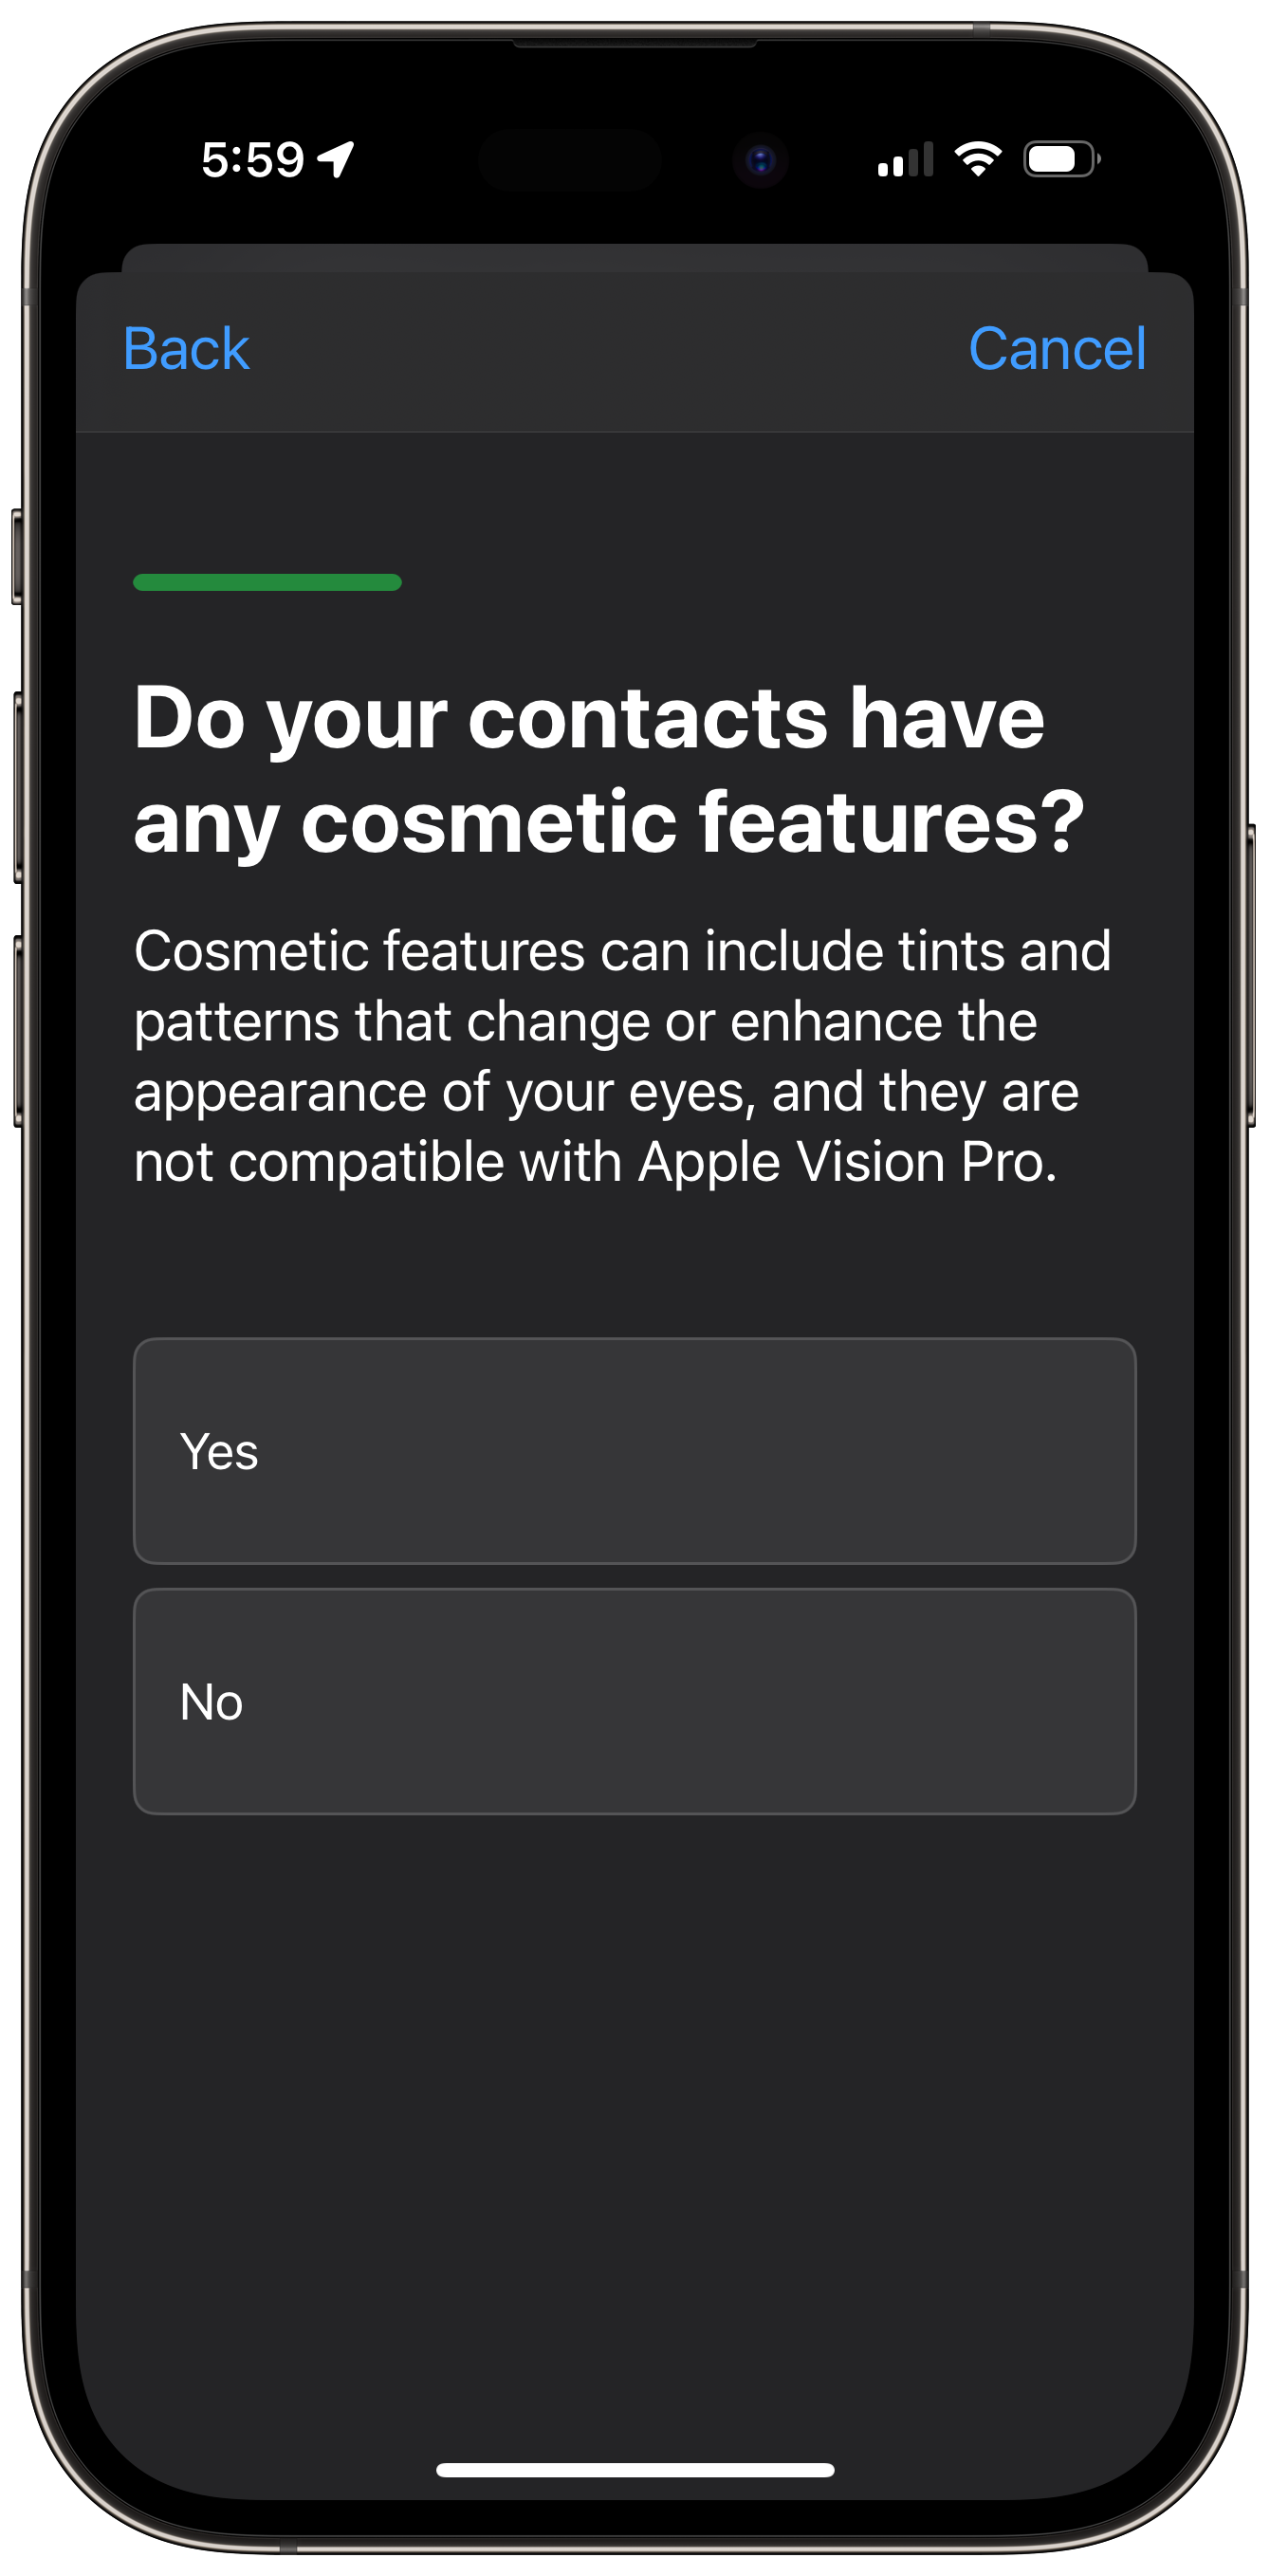 5:59
Back
Cancel
Do your contacts have
any cosmetic features?
Cosmetic features can include tints and
patterns that change or enhance the
appearance of your eyes, and they are
not compatible with Apple Vision Pro.
Yes
No